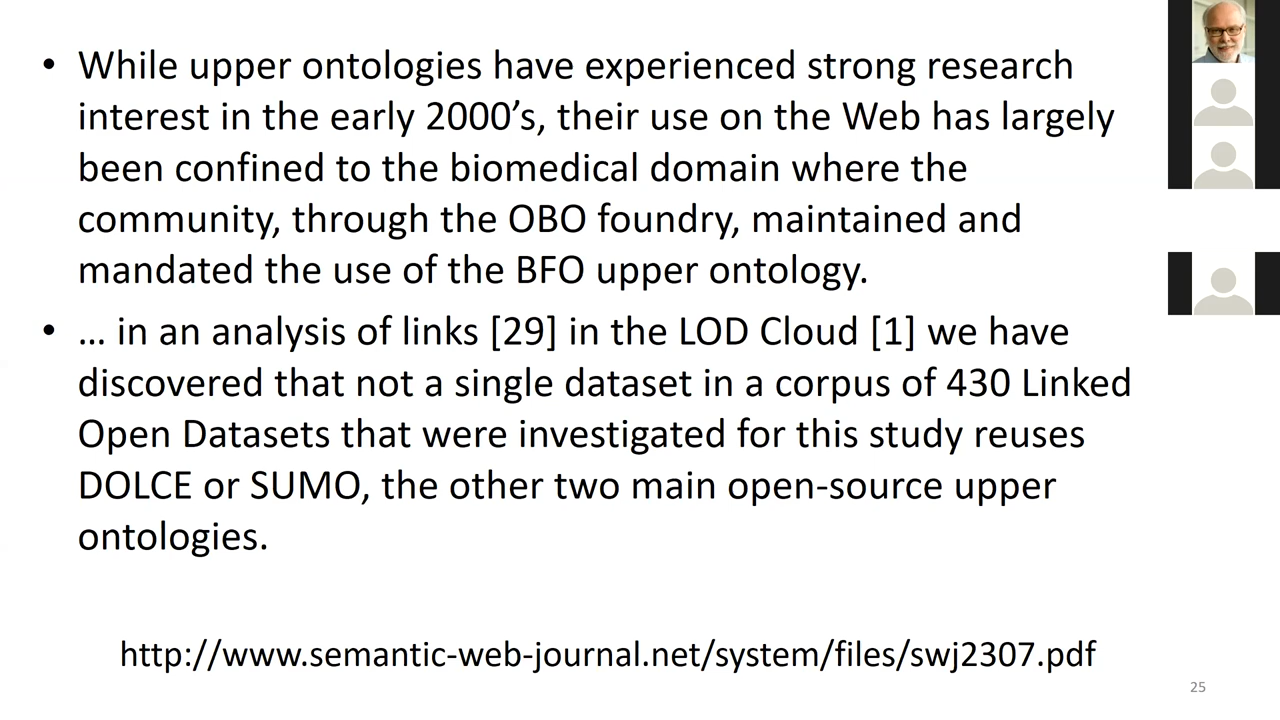 • While upper ontologies have experienced strong research
interest in the early 2000’s, their use on the Web has largely
been confined to the biomedical domain where the
community, through the OBO foundry, maintained and
mandated the use of the BFO upper ontology.
• … in an analysis of links [29] in the LOD Cloud [1] we have
discovered that not a single dataset in a corpus of 430 Linked
Open Datasets that were investigated for this study reuses
DOLCE or SUMO, the other two main open-source upper
ontologies.
http://www.semantic-web-journal.net/system/files/swj2307.pdf
25